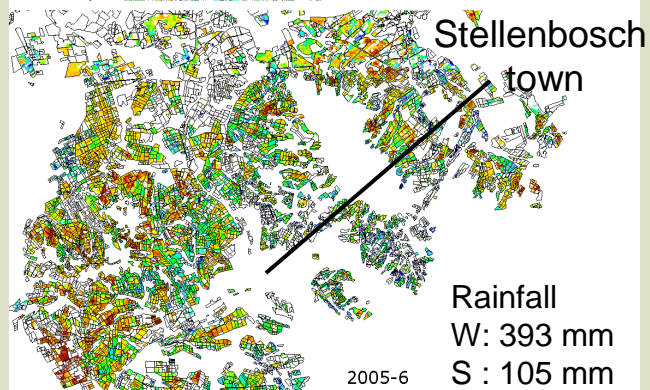 Stellenbosch
town
Rainfall
W: 393 mm
2005-6
S : 105 mm